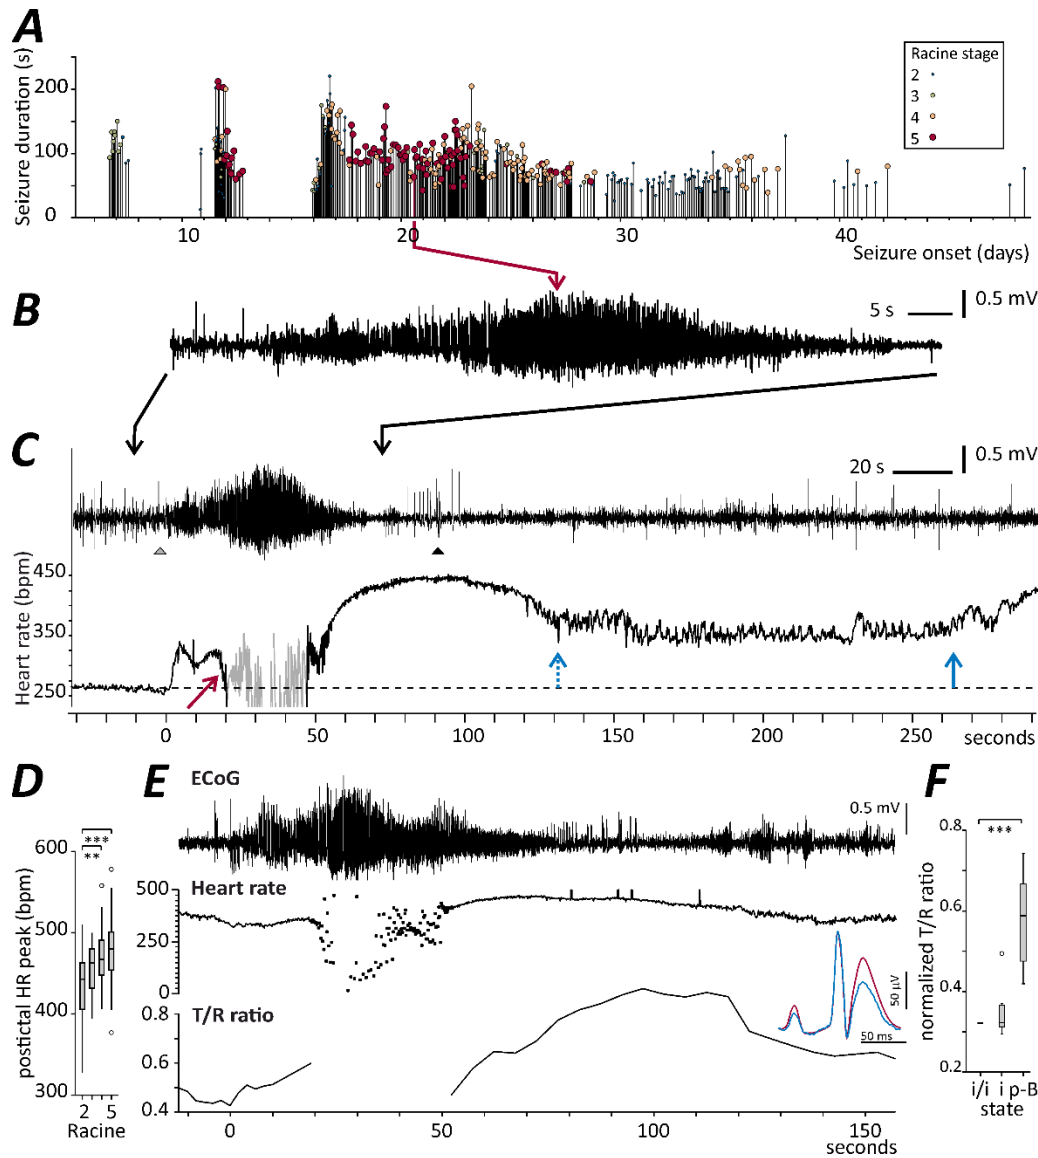 A
Seizure duration (s)
200
100
0
10
20
30
40
Seizure onset (days)
Racine stage
2
3
4
5
B
5 s
0.5 mV
C
20 s
0.5 mV
Heart rate (bpm)
450
350
250
0
50
100
150
200
250
seconds
D
postictal HR peak (bpm)
600
500
400
300
***
**
2
5
Racine
E
ECoG
0.5 mV
Heart rate
500
250
0
T/R ratio
0.8
0.6
0.4
50 µV
50 ms
0
50
100
150
seconds
F
normalized T/R ratio
0.8
0.6
0.4
0.2
***
i/i
i
p-B
state